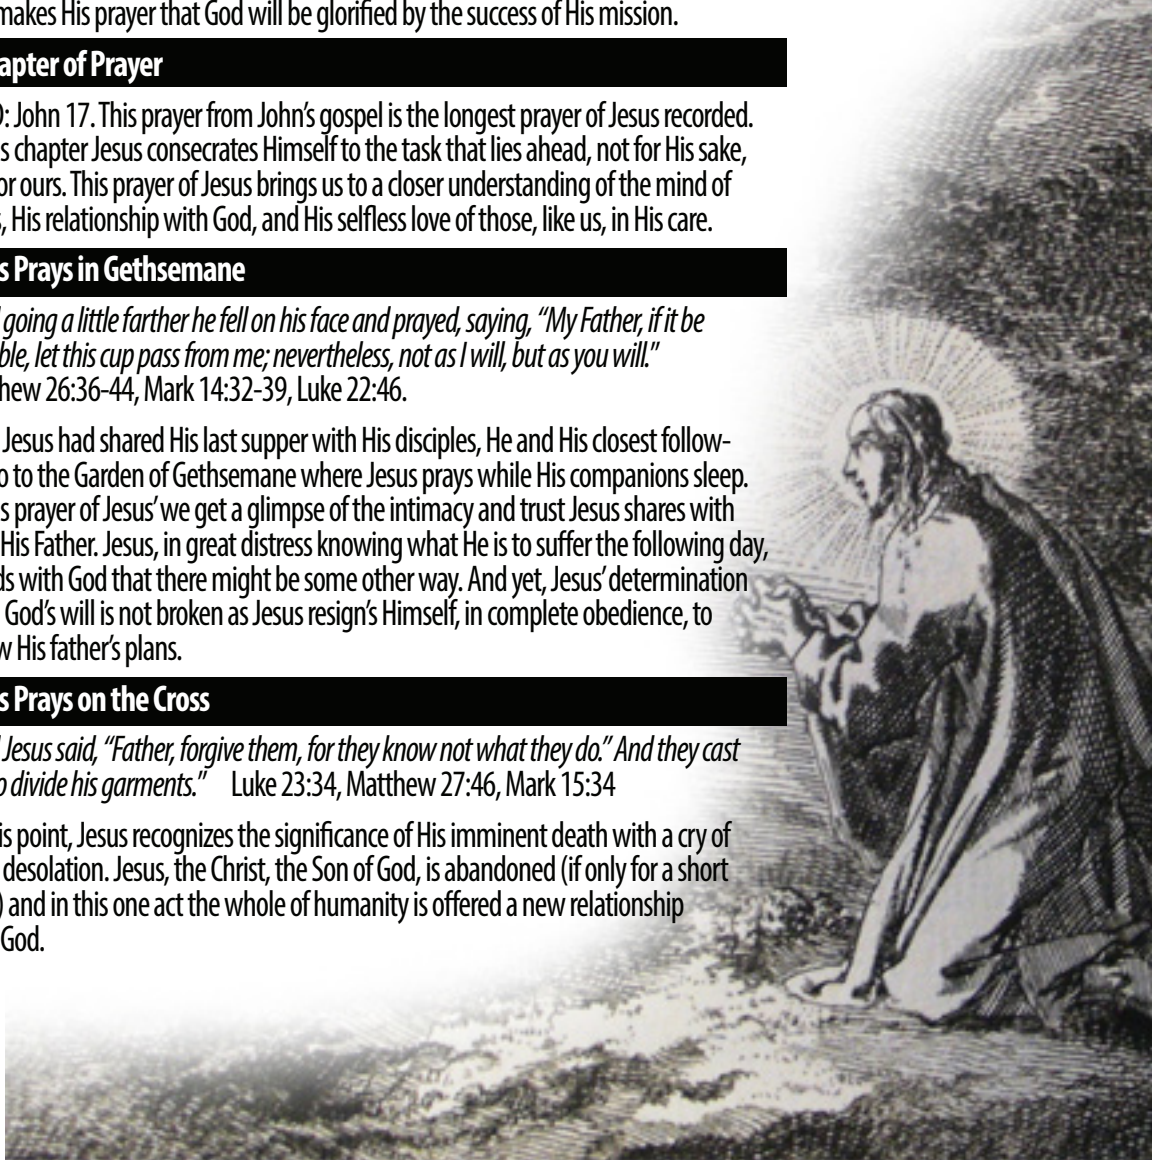 makes His prayer that God will be glorified by the success of His mission.
apter of Prayer
: John 17. This prayer from John's gospel is the longest prayer of Jesus recorded.
s chapter Jesus consecrates Himself to the task that lies ahead, not for His sake,
or ours. This prayer of Jesus brings us to a closer understanding of the mind of
, His relationship with God, and His selfless love of those, like us, in His care.
s Prays in Gethsemane
going a little farther he fell on his face and prayed, saying, “My Father, if it be
ble, let this cup pass from me; nevertheless, not as I will, but as you will.”
hew 26:36-44, Mark 14:32-39, Luke 22:46.
Jesus had shared His last supper with His disciples, He and His closest follow-
o to the Garden of Gethsemane where Jesus prays while His companions sleep.
s prayer of Jesus' we get a glimpse of the intimacy and trust Jesus shares with
His Father. Jesus, in great distress knowing what He is to suffer the following day,
ds with God that there might be some other way. And yet, Jesus' determination
God's will is not broken as Jesus resign's Himself, in complete obedience, to
w His father's plans.
s Prays on the Cross
Jesus said, “Father, forgive them, for they know not what they do.” And they cast
o divide his garments.” Luke 23:34, Matthew 27:46, Mark 15:34
is point, Jesus recognizes the significance of His imminent death with a cry of
desolation. Jesus, the Christ, the Son of God, is abandoned (if only for a short
) and in this one act the whole of humanity is offered a new relationship
God.